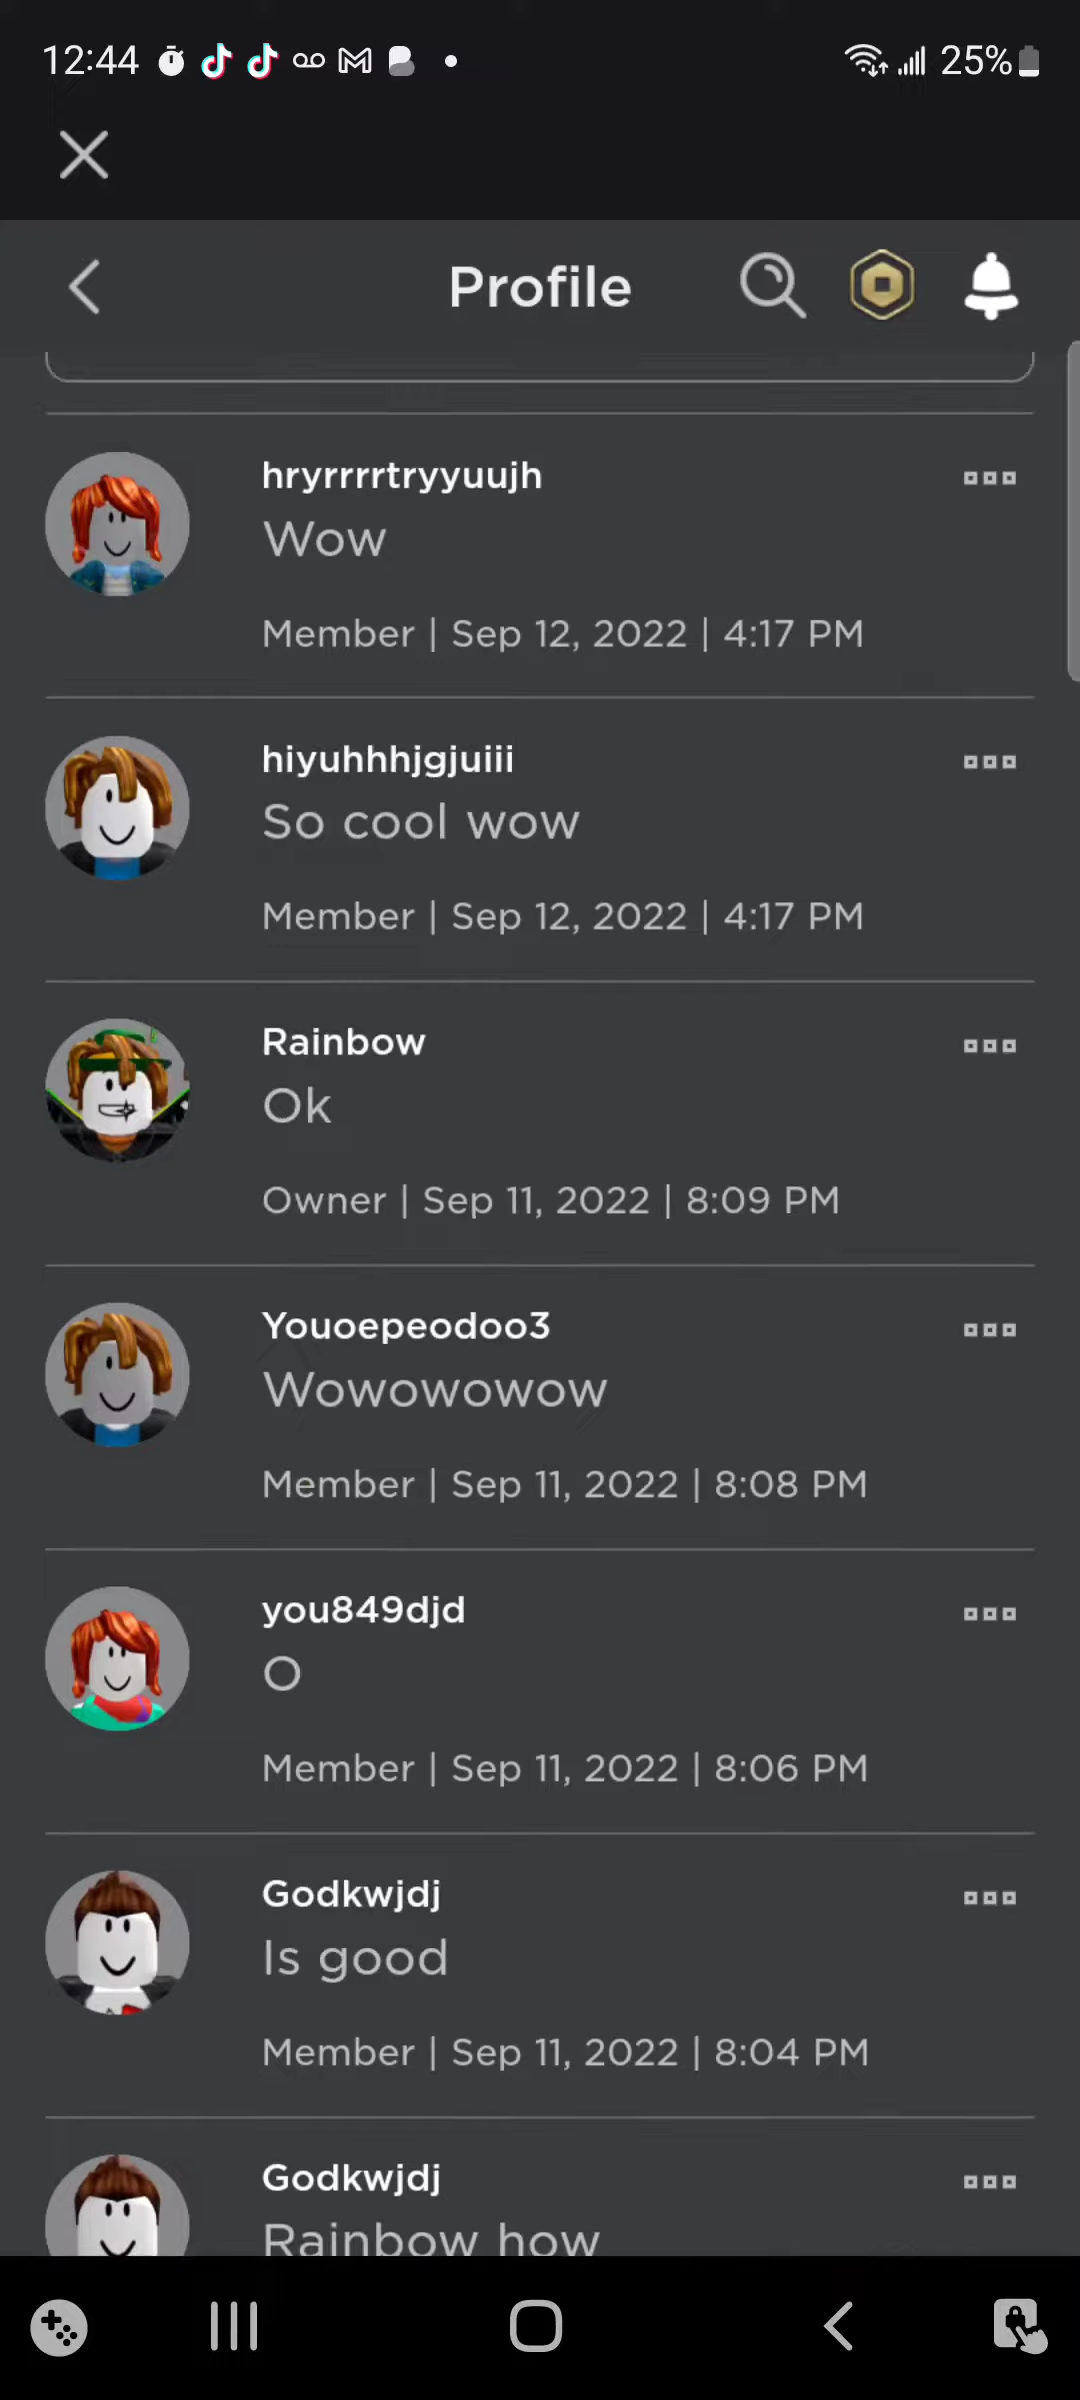 12:44
25%
Profile
hryrrrrtryyuujh
Wow
Member | Sep 12, 2022 | 4:17 PM
hiyuhhhjgjuiii
So cool wow
Member | Sep 12, 2022 | 4:17 PM
Rainbow
Ok
Owner | Sep 11, 2022 | 8:09 PM
Youoepeodoo3
Wowowowow
Member | Sep 11, 2022 | 8:08 PM
you849djd
O
Member | Sep 11, 2022 | 8:06 PM
Godkwjdj
Is good
Member | Sep 11, 2022 | 8:04 PM
Godkwjdj
Rainbow how